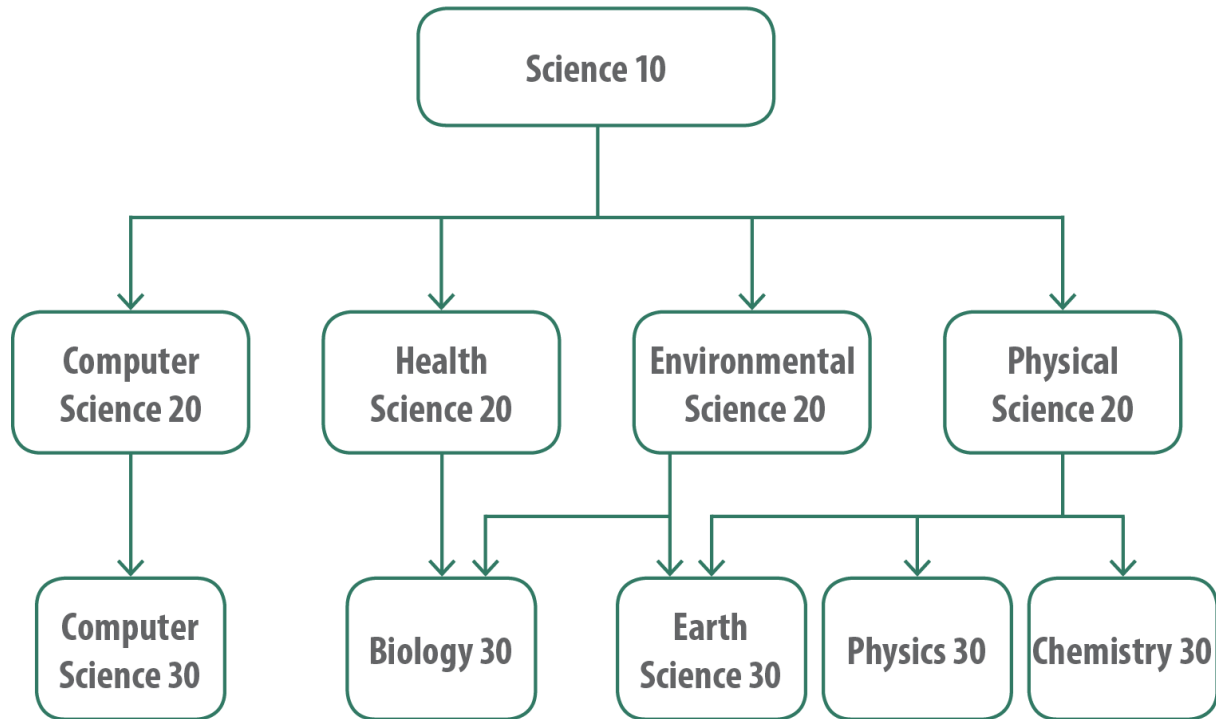 Science 10
Computer
Science 20
Health
Science 20
Environmental
Science 20
Physical
Science 20
Computer
Science 30
Biology 30
Earth
Science 30
Physics 30
Chemistry 30